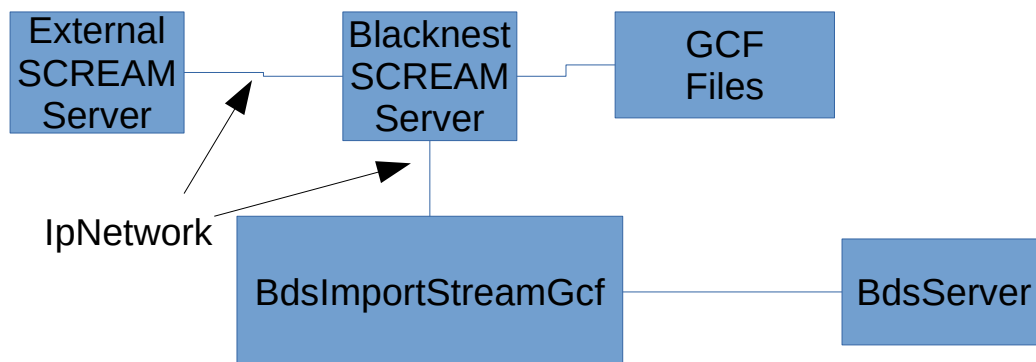 External
SCREAM
Server
Blacknest
SCREAM
Server
GCF
Files
IpNetwork
BdsImportStreamGcf
BdsServer